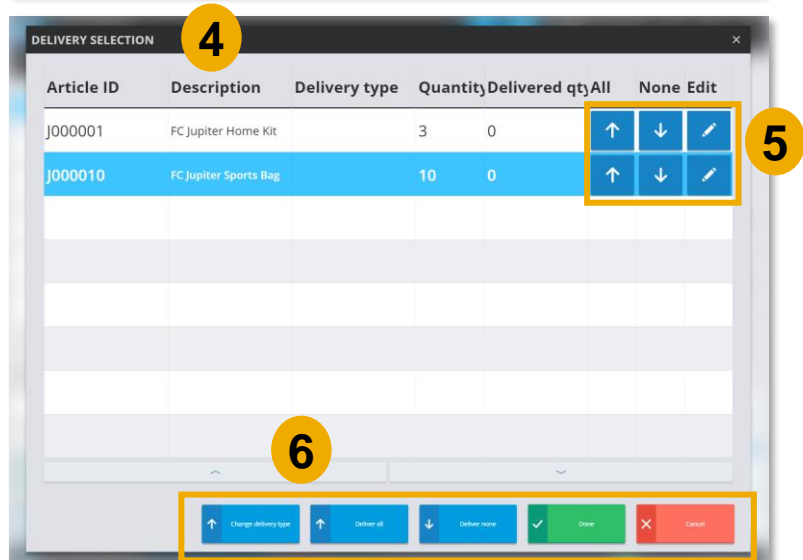 4
DELIVERY SELECTION
Article ID Description Delivery type Quantity Delivered qty All None Edit
J000001 FC Jupiter Home Kit 3 0
5
J000010 FC Jupiter Sports Bag 10 0
6
Change delivery type Deliver all Deliver none Done Cancel